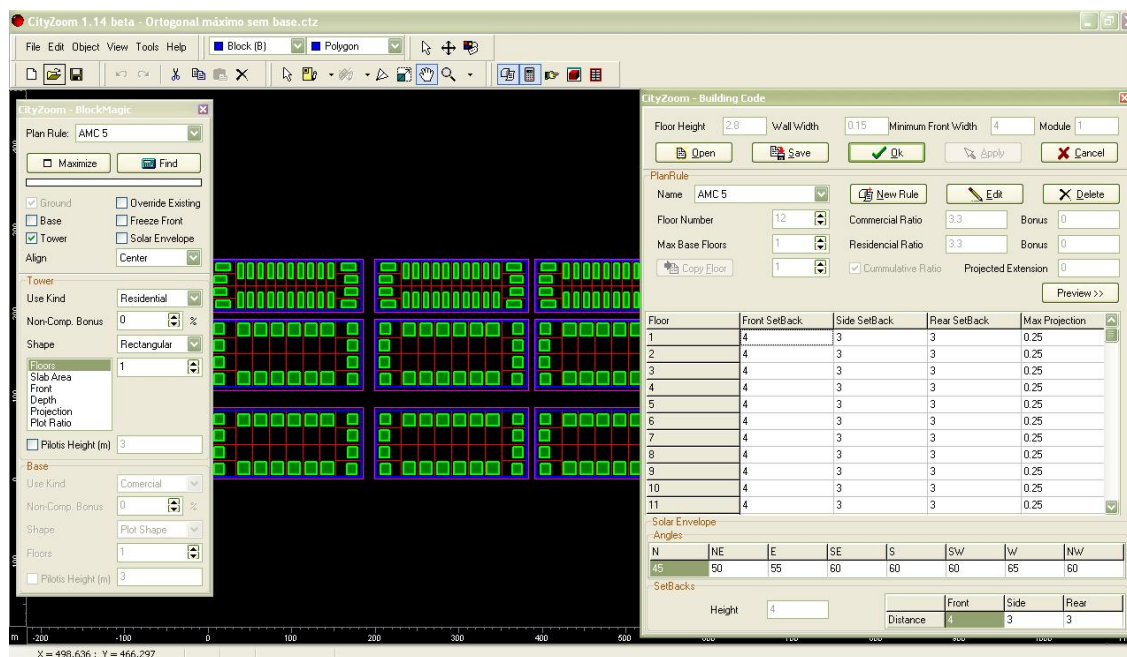 CityZoom 1.14 beta - Ortogonal máximo sem base.ctz
File Edit Object View Tools Help Block (B) Polygon
CityZoom - BlockMagic
Plan Rule: AMC 5
Maximize Find
Ground Override Existing
Base Freeze Front
Tower Solar Envelope
Align Center
Tower
Use Kind Residential
Non-Comp. Bonus 0 %
Shape Rectangular
Floors 1
Slab Area
Front
Depth
Projection
Plot Ratio
Pilotis Height (m) 3
Base
Use Kind Comercial
Non-Comp. Bonus 0 %
Shape Plot Shape
Floors 1
Pilotis Height (m) 3
CityZoom - Building Code
Floor Height 2.8 Wall Width 0.15 Minimum Front Width 4 Module 1
Open Save Ok Apply Cancel
PlanRule
Name AMC 5 New Rule Edit Delete
Floor Number 12 Commercial Ratio 3.3 Bonus 0
Max Base Floors 1 Residencial Ratio 3.3 Bonus 0
Copy Floor 1 Cummulative Ratio Projected Extension 0
Preview >>
Floor Front SetBack Side SetBack Rear SetBack Max Projection
1 4 3 3 0.25
2 4 3 3 0.25
3 4 3 3 0.25
4 4 3 3 0.25
5 4 3 3 0.25
6 4 3 3 0.25
7 4 3 3 0.25
8 4 3 3 0.25
9 4 3 3 0.25
10 4 3 3 0.25
11 4 3 3 0.25
Solar Envelope
Angles
N NE E SE S SW W NW
45 50 55 60 60 60 65 60
SetBacks
Front Side Rear
Height 4 Distance 4 3 3
m -200 -100 0 100 200 300 400 500
X = 498.636 ; Y = 466.297